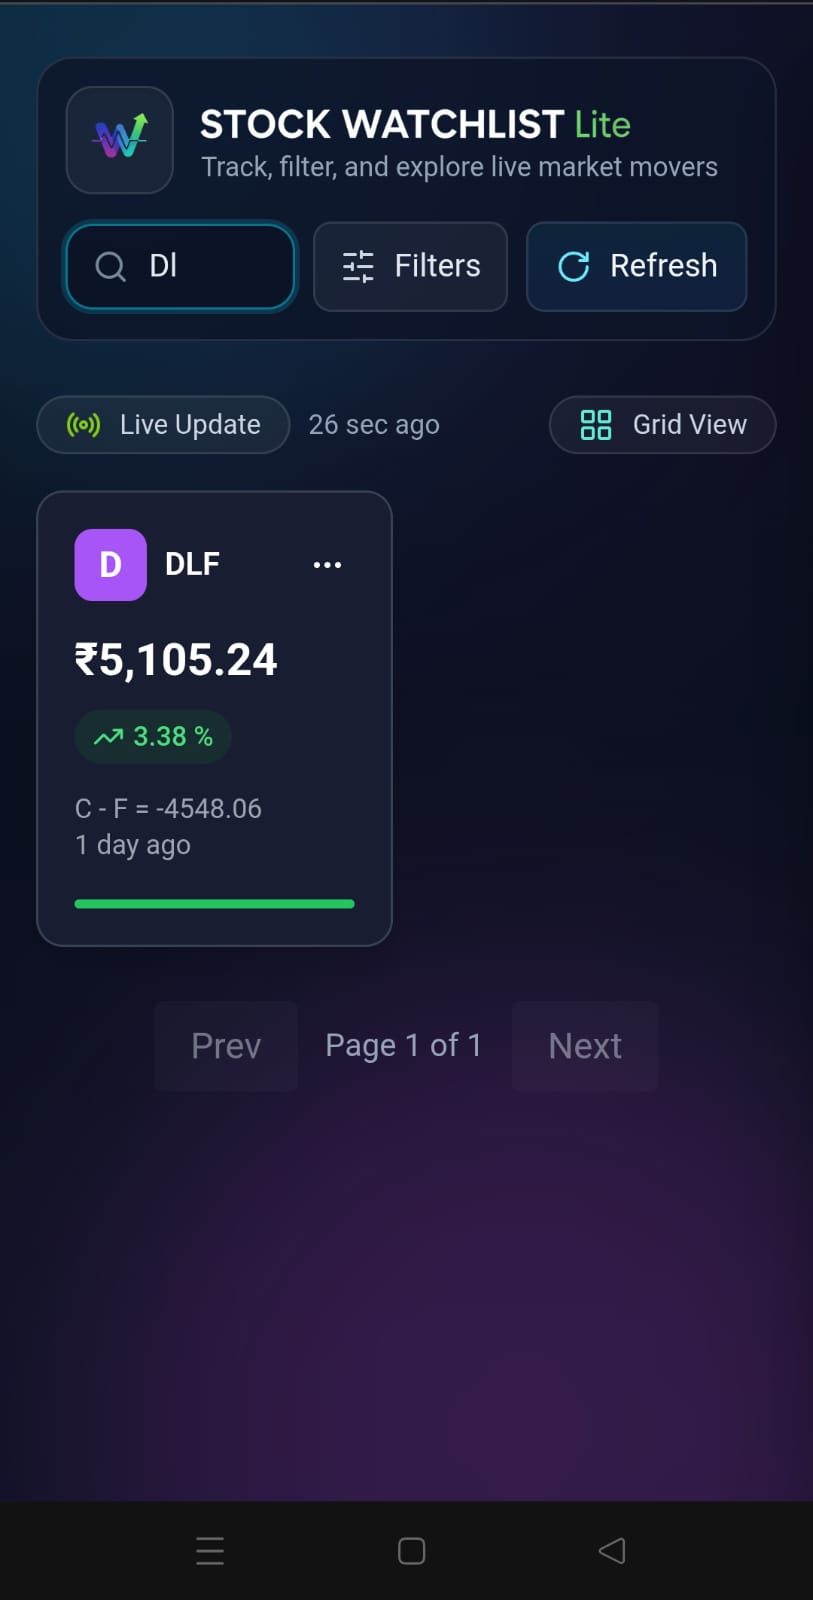 STOCK WATCHLIST Lite
Track, filter, and explore live market movers
Dl
Filters
Refresh
Live Update
26 sec ago
Grid View
D
DLF
₹5,105.24
3.38 %
C - F = -4548.06
1 day ago
Prev
Page 1 of 1
Next